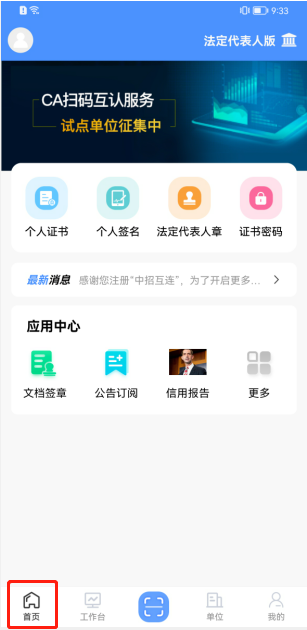 9:33
法定代表人版
CA扫码互认服务
试点单位征集中
个人证书 个人签名 法定代表人章 证书密码
最新消息 感谢您注册"中招互连"，为了开启更多...
应用中心
文档签章 公告订阅 信用报告 更多
首页 工作台 单位 我的